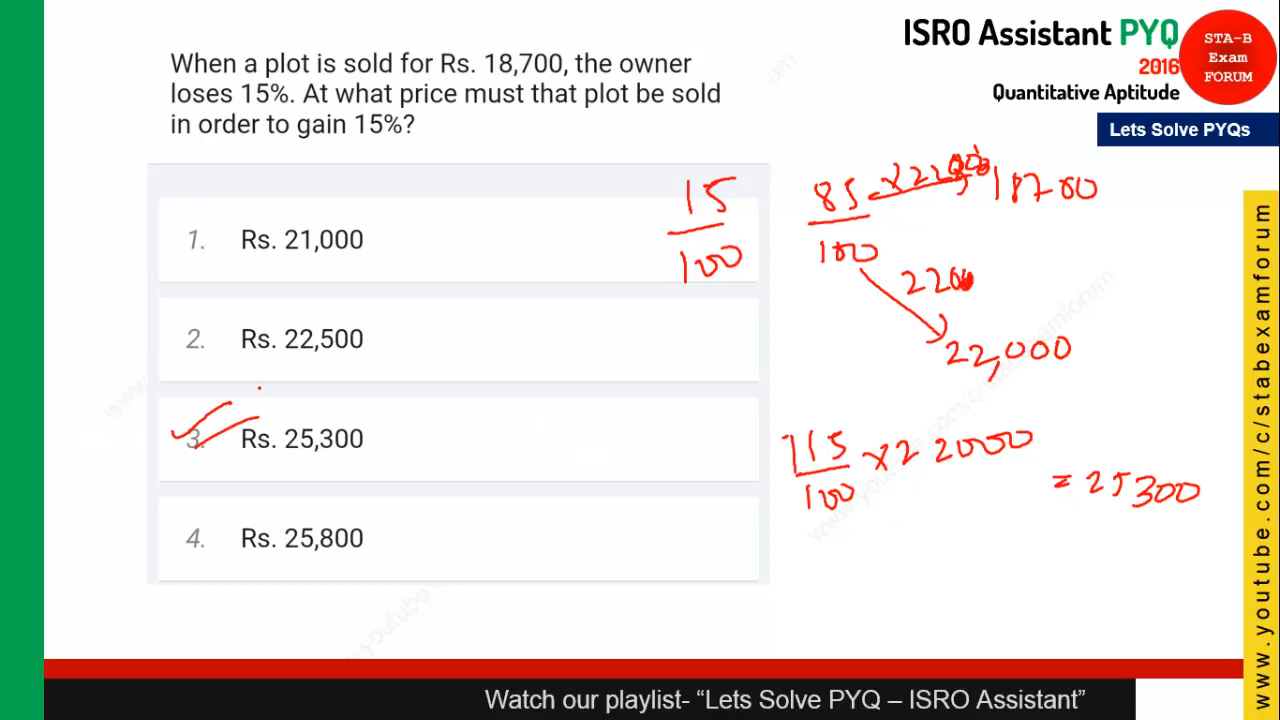 ISRO Assistant PYQ
2016
Quantitative Aptitude
STA-B
Exam
FORUM
Lets Solve PYQs
When a plot is sold for Rs. 18,700, the owner
loses 15%. At what price must that plot be sold
in order to gain 15%?
1. Rs. 21,000
2. Rs. 22,500
3. Rs. 25,300
4. Rs. 25,800
15
100
85
100
18700
220
22,000
115
100
×22000
= 25300
www.youtube.com/c/stabexamforum
Watch our playlist- “Lets Solve PYQ – ISRO Assistant”